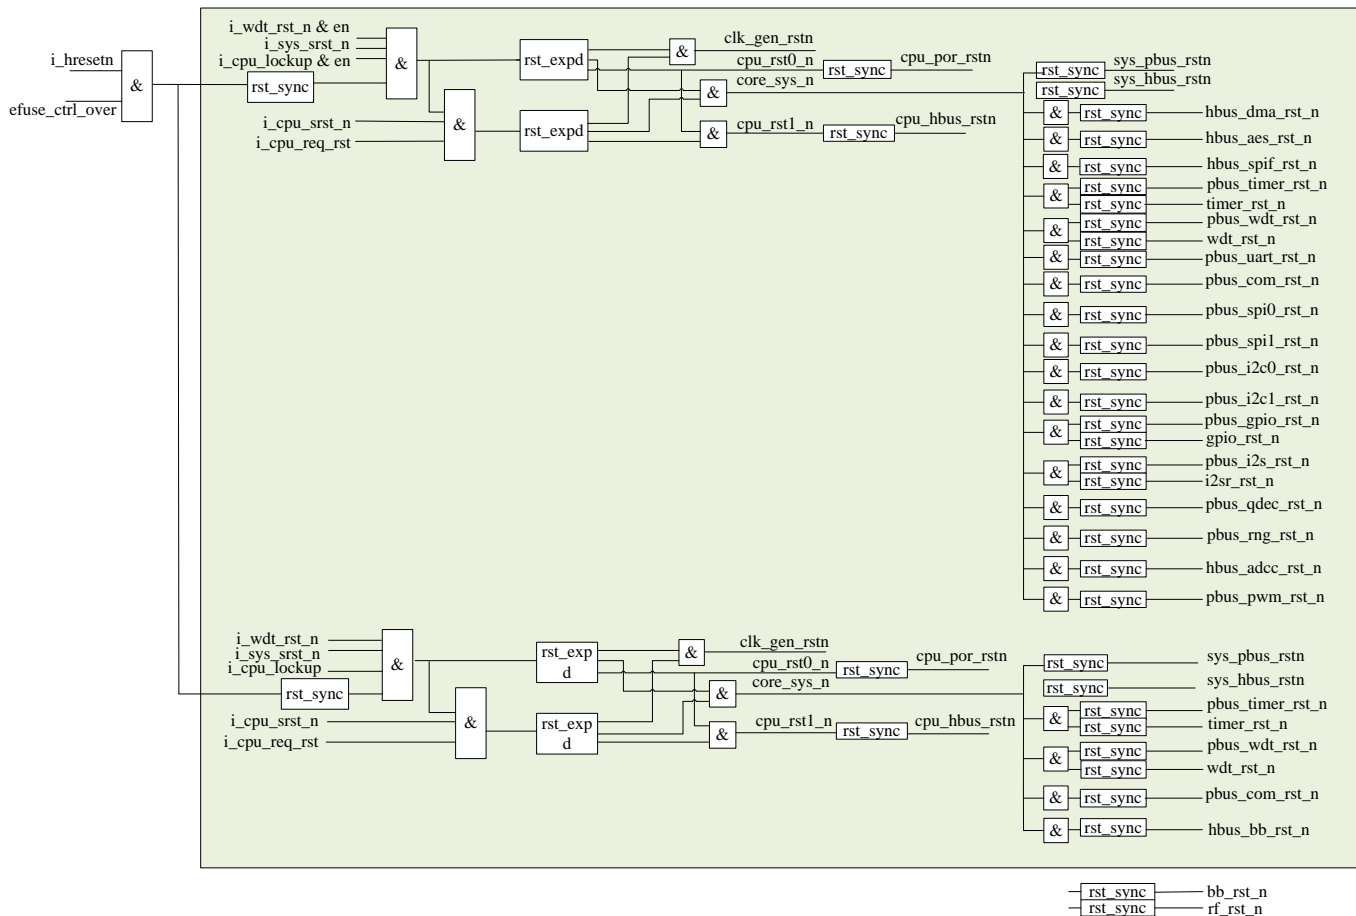 i_hresetn
efuse_ctrl_over
&
i_wdt_rst_n & en
i_sys_srst_n
i_cpu_lockup & en
rst_sync
&
i_cpu_srst_n
i_cpu_req_rst
&
rst_expd
rst_expd
&
clk_gen_rstn
cpu_rst0_n
rst_sync
cpu_por_rstn
&
core_sys_n
&
cpu_rst1_n
rst_sync
cpu_hbus_rstn
rst_sync
sys_pbus_rstn
rst_sync
sys_hbus_rstn
& rst_sync hbus_dma_rst_n
& rst_sync hbus_aes_rst_n
& rst_sync hbus_spif_rst_n
& rst_sync pbus_timer_rst_n
rst_sync timer_rst_n
& rst_sync pbus_wdt_rst_n
rst_sync wdt_rst_n
& rst_sync pbus_uart_rst_n
& rst_sync pbus_com_rst_n
& rst_sync pbus_spi0_rst_n
& rst_sync pbus_spi1_rst_n
& rst_sync pbus_i2c0_rst_n
& rst_sync pbus_i2c1_rst_n
& rst_sync pbus_gpio_rst_n
rst_sync gpio_rst_n
& rst_sync pbus_i2s_rst_n
rst_sync i2sr_rst_n
& rst_sync pbus_qdec_rst_n
& rst_sync pbus_rng_rst_n
& rst_sync hbus_adcc_rst_n
& rst_sync pbus_pwm_rst_n
i_wdt_rst_n
i_sys_srst_n
i_cpu_lockup
rst_sync
&
i_cpu_srst_n
i_cpu_req_rst
&
rst_exp
d
rst_exp
d
&
clk_gen_rstn
cpu_rst0_n
rst_sync
cpu_por_rstn
&
core_sys_n
&
cpu_rst1_n
rst_sync
cpu_hbus_rstn
rst_sync sys_pbus_rstn
rst_sync sys_hbus_rstn
& rst_sync pbus_timer_rst_n
rst_sync timer_rst_n
& rst_sync pbus_wdt_rst_n
rst_sync wdt_rst_n
& rst_sync pbus_com_rst_n
& rst_sync hbus_bb_rst_n
rst_sync bb_rst_n
rst_sync rf_rst_n